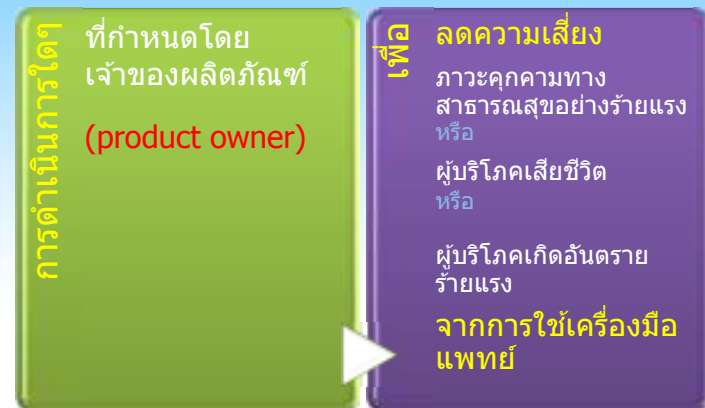 การดำเนินการใดๆ
ที่กำหนดโดย
เจ้าของผลิตภัณฑ์
(product owner)
เพื่อ
ลดความเสี่ยง
ภาวะคุกคามทาง
สาธารณสุขอย่างร้ายแรง
หรือ
ผู้บริโภคเสียชีวิต
หรือ
ผู้บริโภคเกิดอันตราย
ร้ายแรง
จากการใช้เครื่องมือ
แพทย์